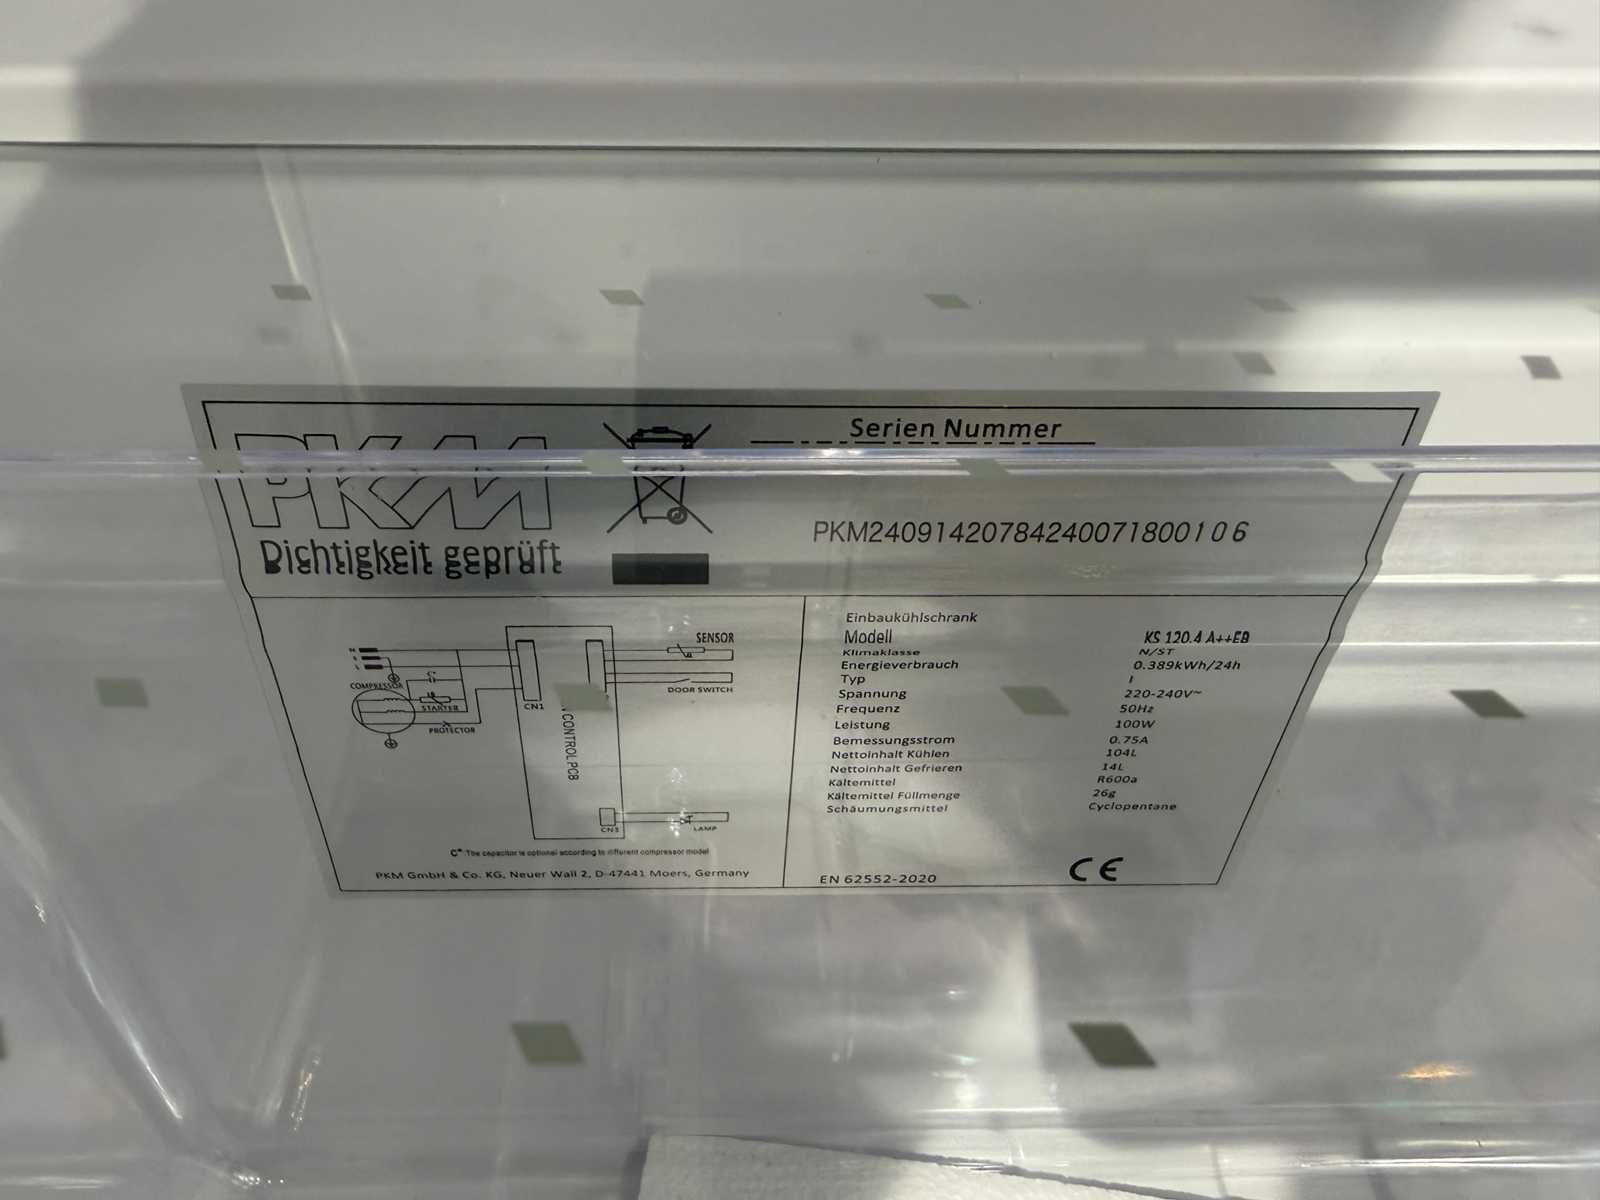 PKM
Serien Nummer
PKM24091420784240071800106
Dichtigkeit geprüft
SENSOR
DOOR SWITCH
COMPRESSOR
STARTER
PROTECTOR
CN1
CONTROL PCB
CN3
LAMP
C* The capacitor is optional according to different compressor model
PKM GmbH & Co. KG, Neuer Wall 2, D-47441 Moers, Germany
Einbaukühlschrank
Modell KS 120.4 A++EB
Klimaklasse N/ST
Energieverbrauch 0.389kWh/24h
Typ I
Spannung 220-240V~
Frequenz 50Hz
Leistung 100W
Bemessungsstrom 0.75A
Nettoinhalt Kühlen 104L
Nettoinhalt Gefrieren 14L
Kältemittel R600a
Kältemittel Füllmenge 26g
Schäumungsmittel Cyclopentane
EN 62552-2020
CE